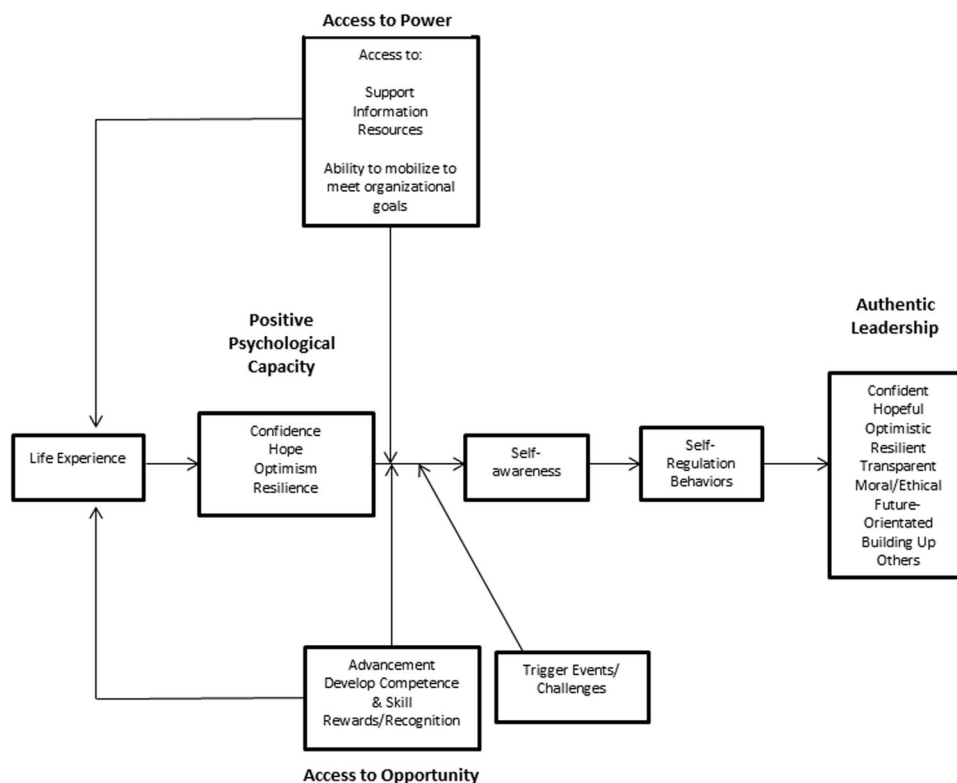 Access to Power
Access to:
Support
Information
Resources
Ability to mobilize to
meet organizational
goals
Positive
Psychological
Capacity
Authentic
Leadership
Life Experience
Confidence
Hope
Optimism
Resilience
Self-
awareness
Self-
Regulation
Behaviors
Confident
Hopeful
Optimistic
Resilient
Transparent
Moral/Ethical
Future-
Orientated
Building Up
Others
Advancement
Develop Competence
& Skill
Rewards/Recognition
Trigger Events/
Challenges
Access to Opportunity